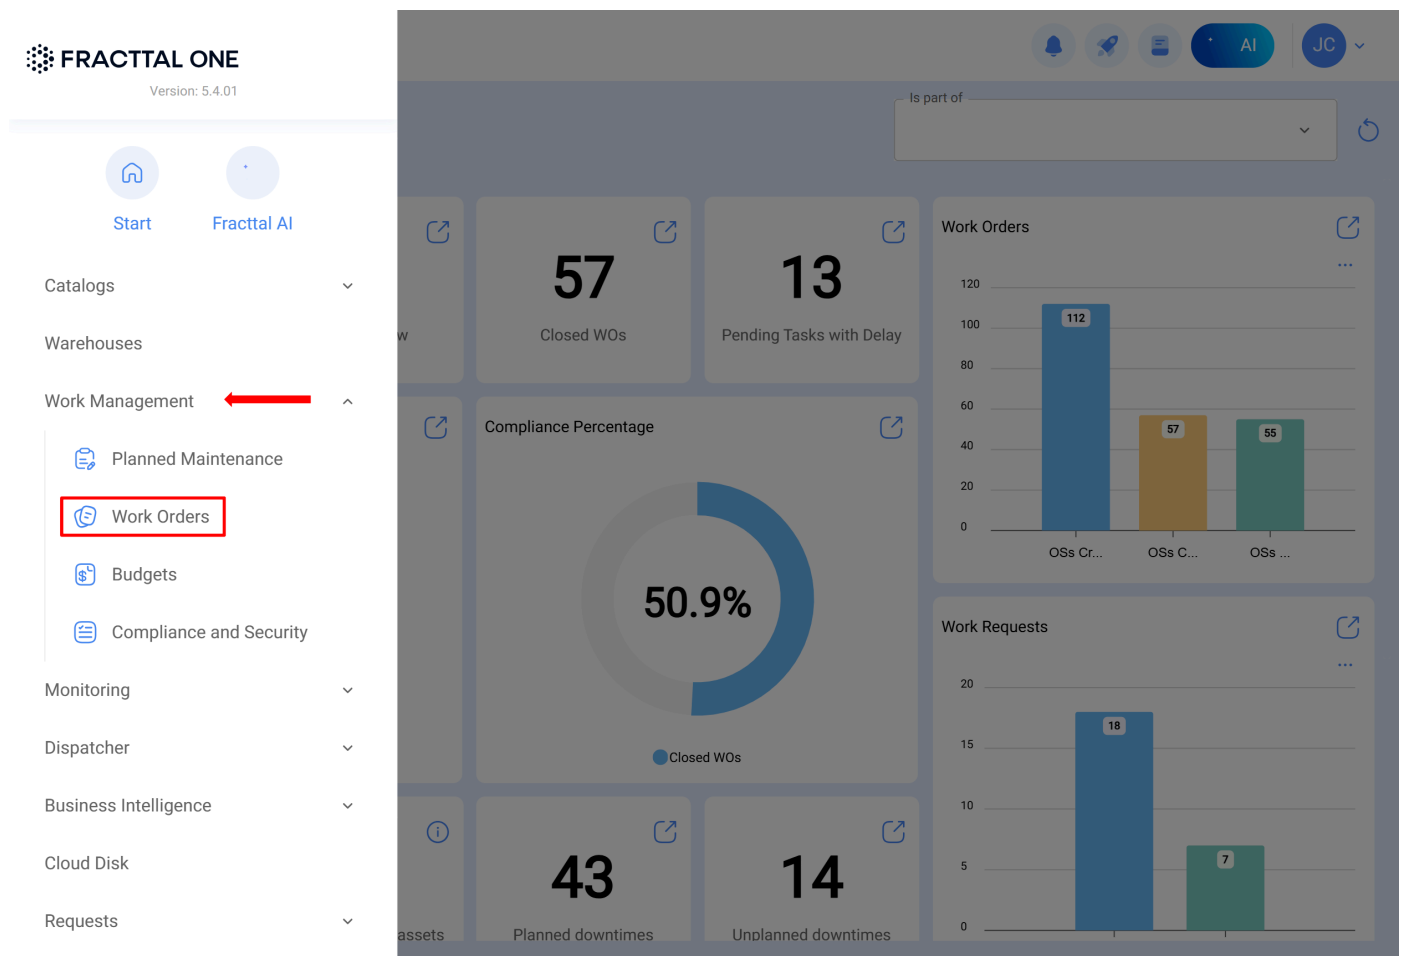 FRACTTAL ONE
Version: 5.4.01
Start
Fracttal AI
Catalogs
Warehouses
Work Management
Planned Maintenance
Work Orders
Budgets
Compliance and Security
Monitoring
Dispatcher
Business Intelligence
Cloud Disk
Requests
AI
JC
Is part of
w
57
Closed WOs
13
Pending Tasks with Delay
Work Orders
...
120
100
80
60
40
20
0
112
57
55
OSs Cr...
OSs C...
OSs ...
Compliance Percentage
50.9%
Closed WOs
Work Requests
...
20
15
10
5
0
18
7
assets
43
Planned downtimes
14
Unplanned downtimes